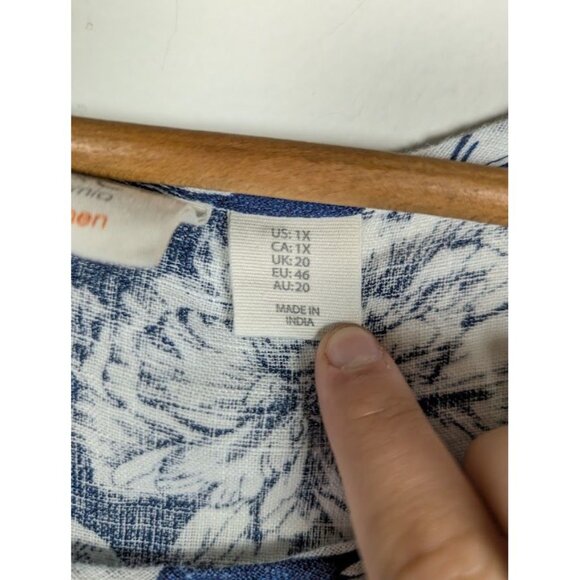 US: 1X
CA: 1X
UK: 20
EU: 46
AU: 20
MADE IN
INDIA